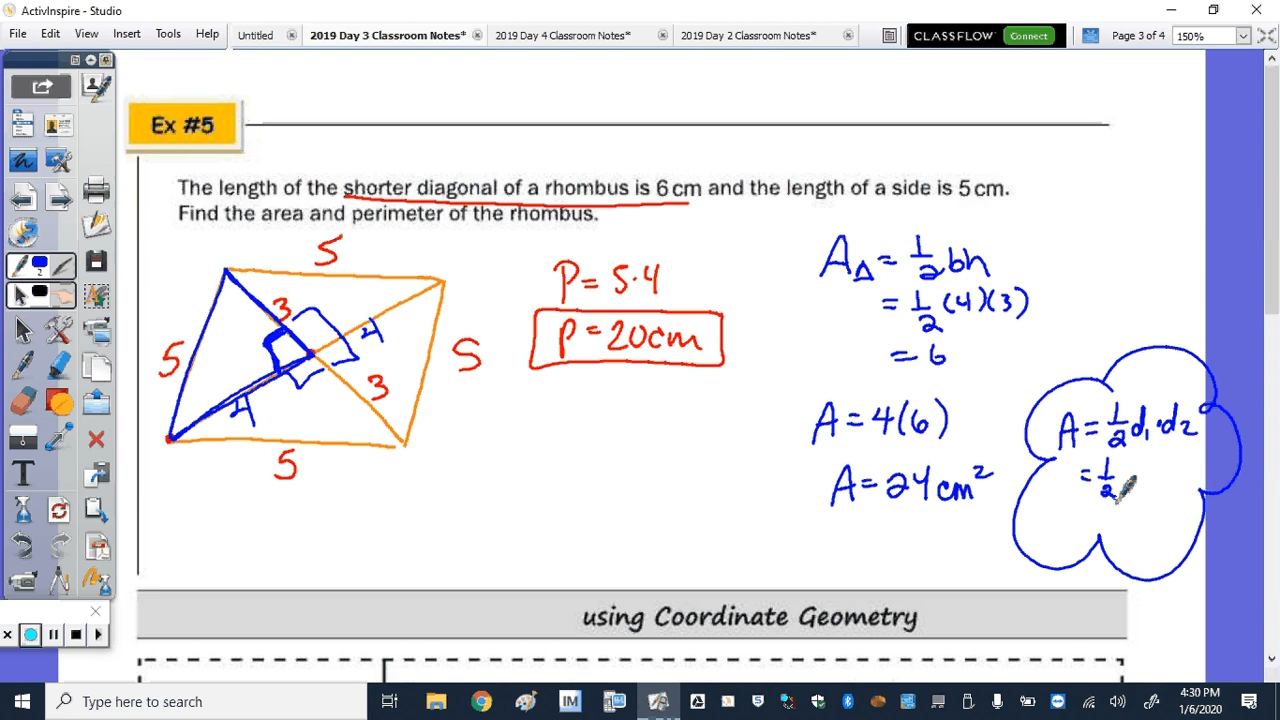 ActivInspire - Studio
File Edit View Insert Tools Help Untitled 2019 Day 3 Classroom Notes* 2019 Day 4 Classroom Notes* 2019 Day 2 Classroom Notes* CLASSFLOW Connect Page 3 of 4 150%
Ex #5
The length of the shorter diagonal of a rhombus is 6 cm and the length of a side is 5 cm.
Find the area and perimeter of the rhombus.
5
3
4
5
5
3
4
5
P = 5·4
P = 20cm
A△ = 1/2 bh
= 1/2 (4)(3)
= 6
A = 4(6)
A = 24cm²
A = 1/2 d₁·d₂
= 1/2
2
T
using Coordinate Geometry
Type here to search
IM
5
4:30 PM
1/6/2020